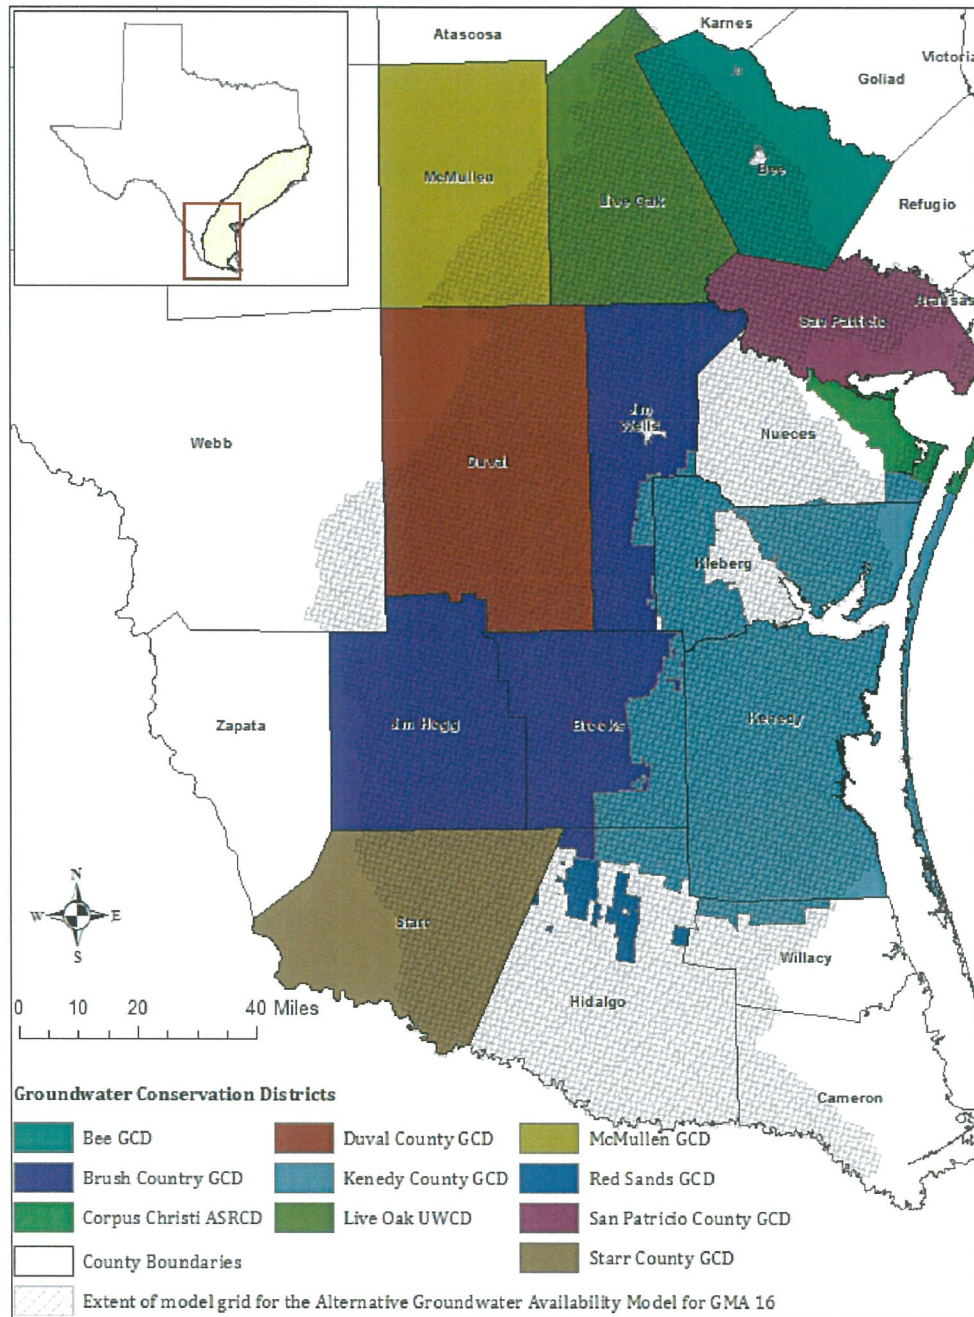 Karnes
Atascosa
Victoria
Goliad
McMullen
Bee
Live Oak
Refugio
Aransas
San Patricio
Jim
Wells
Nueces
Webb
Duval
Kleberg
Zapata
Jim Hogg
Brooks
Kenedy
N
W E
S
Starr
Willacy
Hidalgo
0 10 20 40 Miles
Cameron
Groundwater Conservation Districts
Bee GCD
Duval County GCD
McMullen GCD
Brush Country GCD
Kenedy County GCD
Red Sands GCD
Corpus Christi ASRCD
Live Oak UWCD
San Patricio County GCD
County Boundaries
Starr County GCD
Extent of model grid for the Alternative Groundwater Availability Model for GMA 16